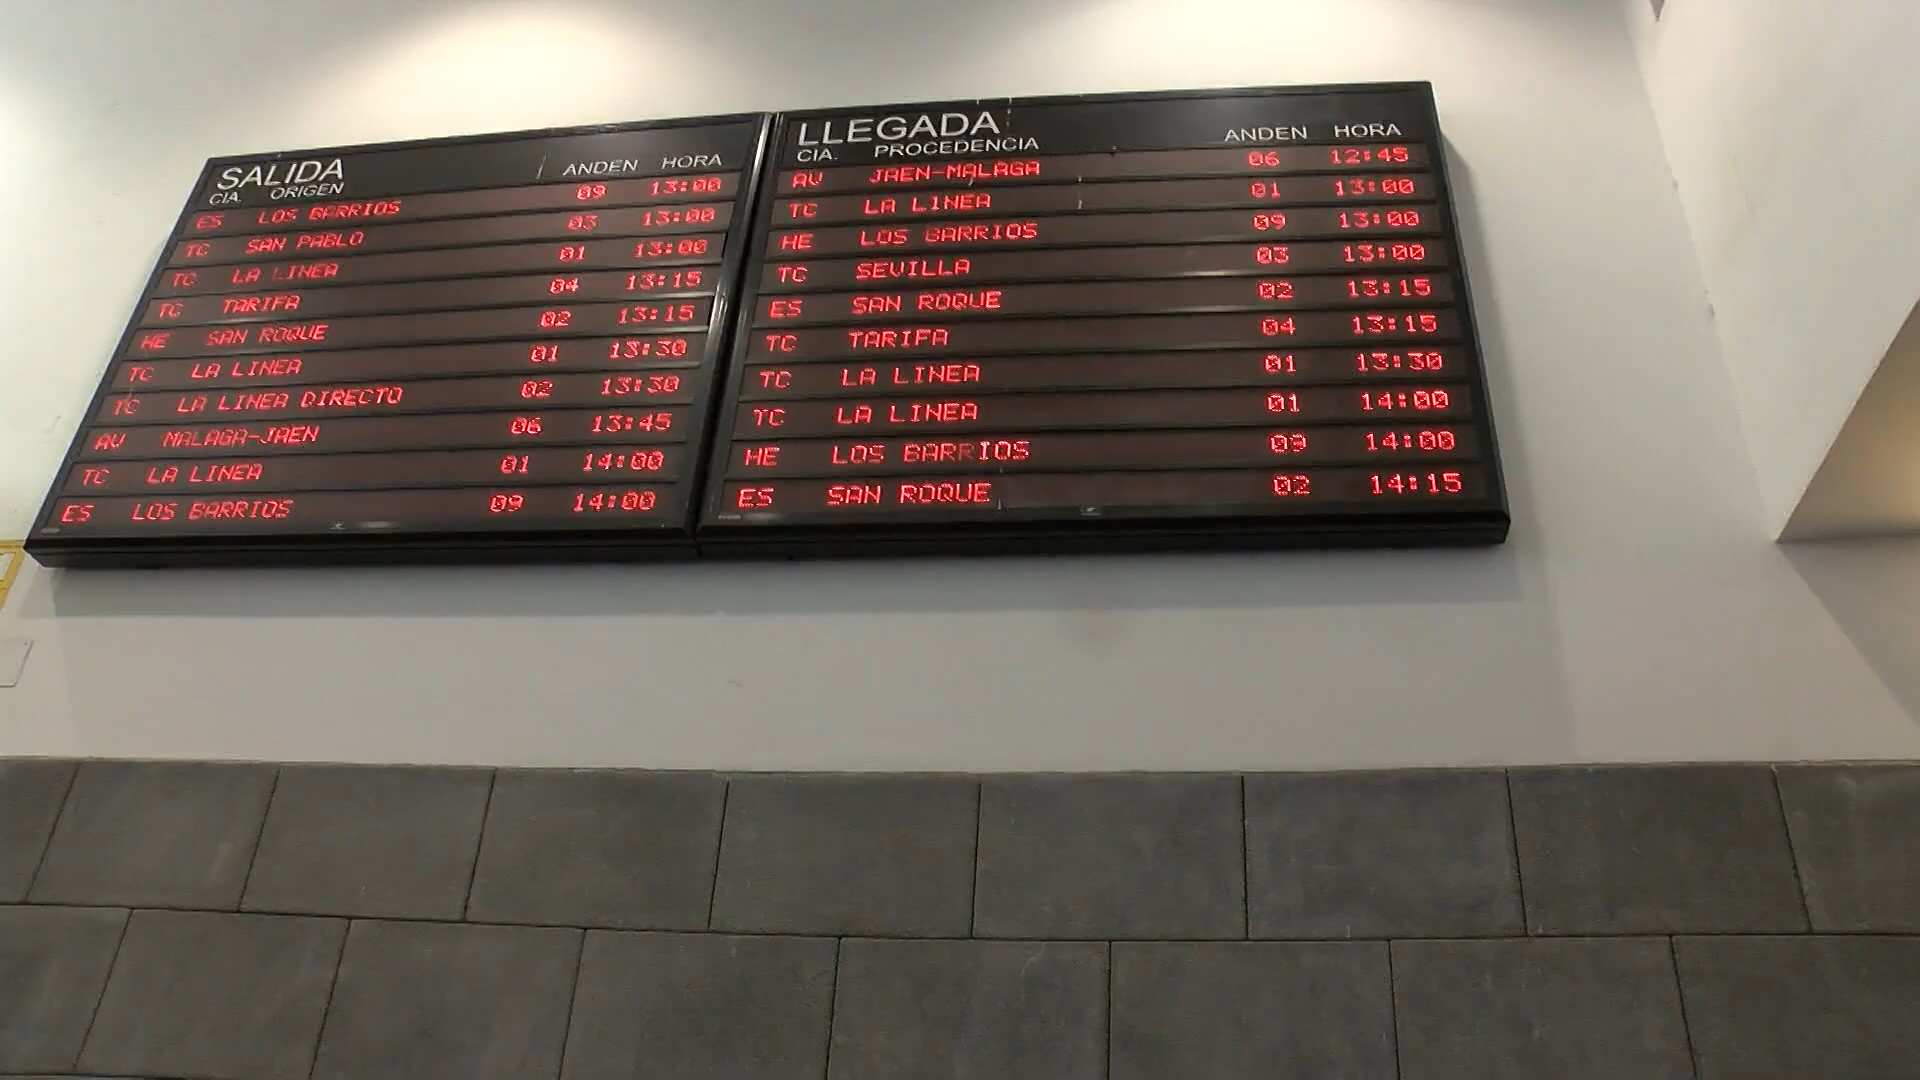 SALIDA
CIA. ORIGEN ANDEN HORA
ES LOS BARRIOS 09 13:00
TC SAN PABLO 03 13:00
TC LA LINEA 01 13:00
TC TARIFA 04 13:15
HE SAN ROQUE 02 13:15
TC LA LINEA 01 13:30
TC LA LINEA DIRECTO 02 13:30
AV MALAGA-JAEN 06 13:45
TC LA LINEA 01 14:00
ES LOS BARRIOS 09 14:00
LLEGADA
CIA. PROCEDENCIA ANDEN HORA
AV JAEN-MALAGA 06 12:45
TC LA LINEA 01 13:00
HE LOS BARRIOS 09 13:00
TC SEVILLA 03 13:00
ES SAN ROQUE 02 13:15
TC TARIFA 04 13:15
TC LA LINEA 01 13:30
TC LA LINEA 01 14:00
HE LOS BARRIOS 09 14:00
ES SAN ROQUE 02 14:15